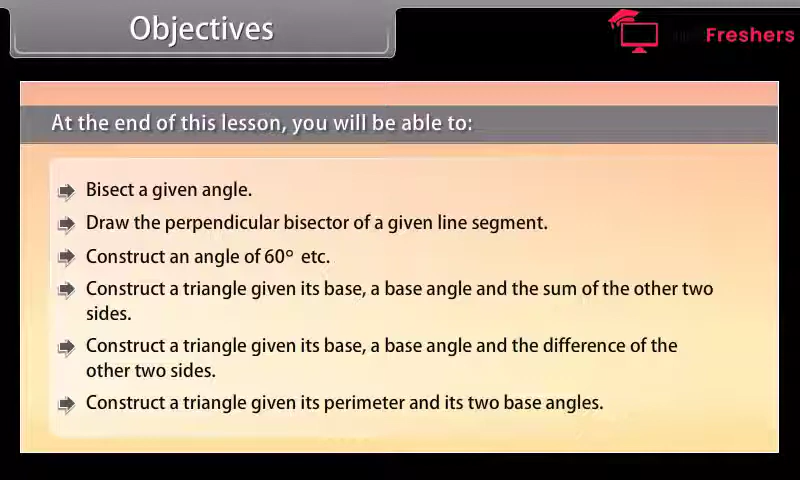 Objectives
Freshers
At the end of this lesson, you will be able to:
Bisect a given angle.
Draw the perpendicular bisector of a given line segment.
Construct an angle of 60º etc.
Construct a triangle given its base, a base angle and the sum of the other two
sides.
Construct a triangle given its base, a base angle and the difference of the
other two sides.
Construct a triangle given its perimeter and its two base angles.